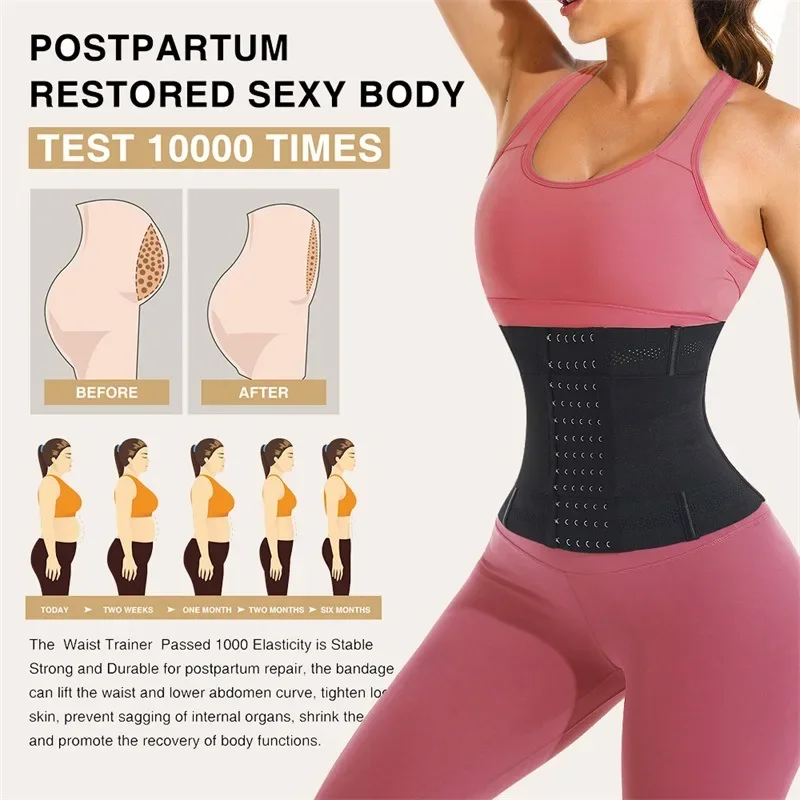 POSTPARTUM
RESTORED SEXY BODY
TEST 10000 TIMES
BEFORE
AFTER
TODAY
TWO WEEKS
ONE MONTH
TWO MONTHS
SIX MONTHS
The Waist Trainer Passed 1000 Elasticity is Stable
Strong and Durable for postpartum repair, the bandage
can lift the waist and lower abdomen curve, tighten
skin, prevent sagging of internal organs, shrink the
and promote the recovery of body functions.